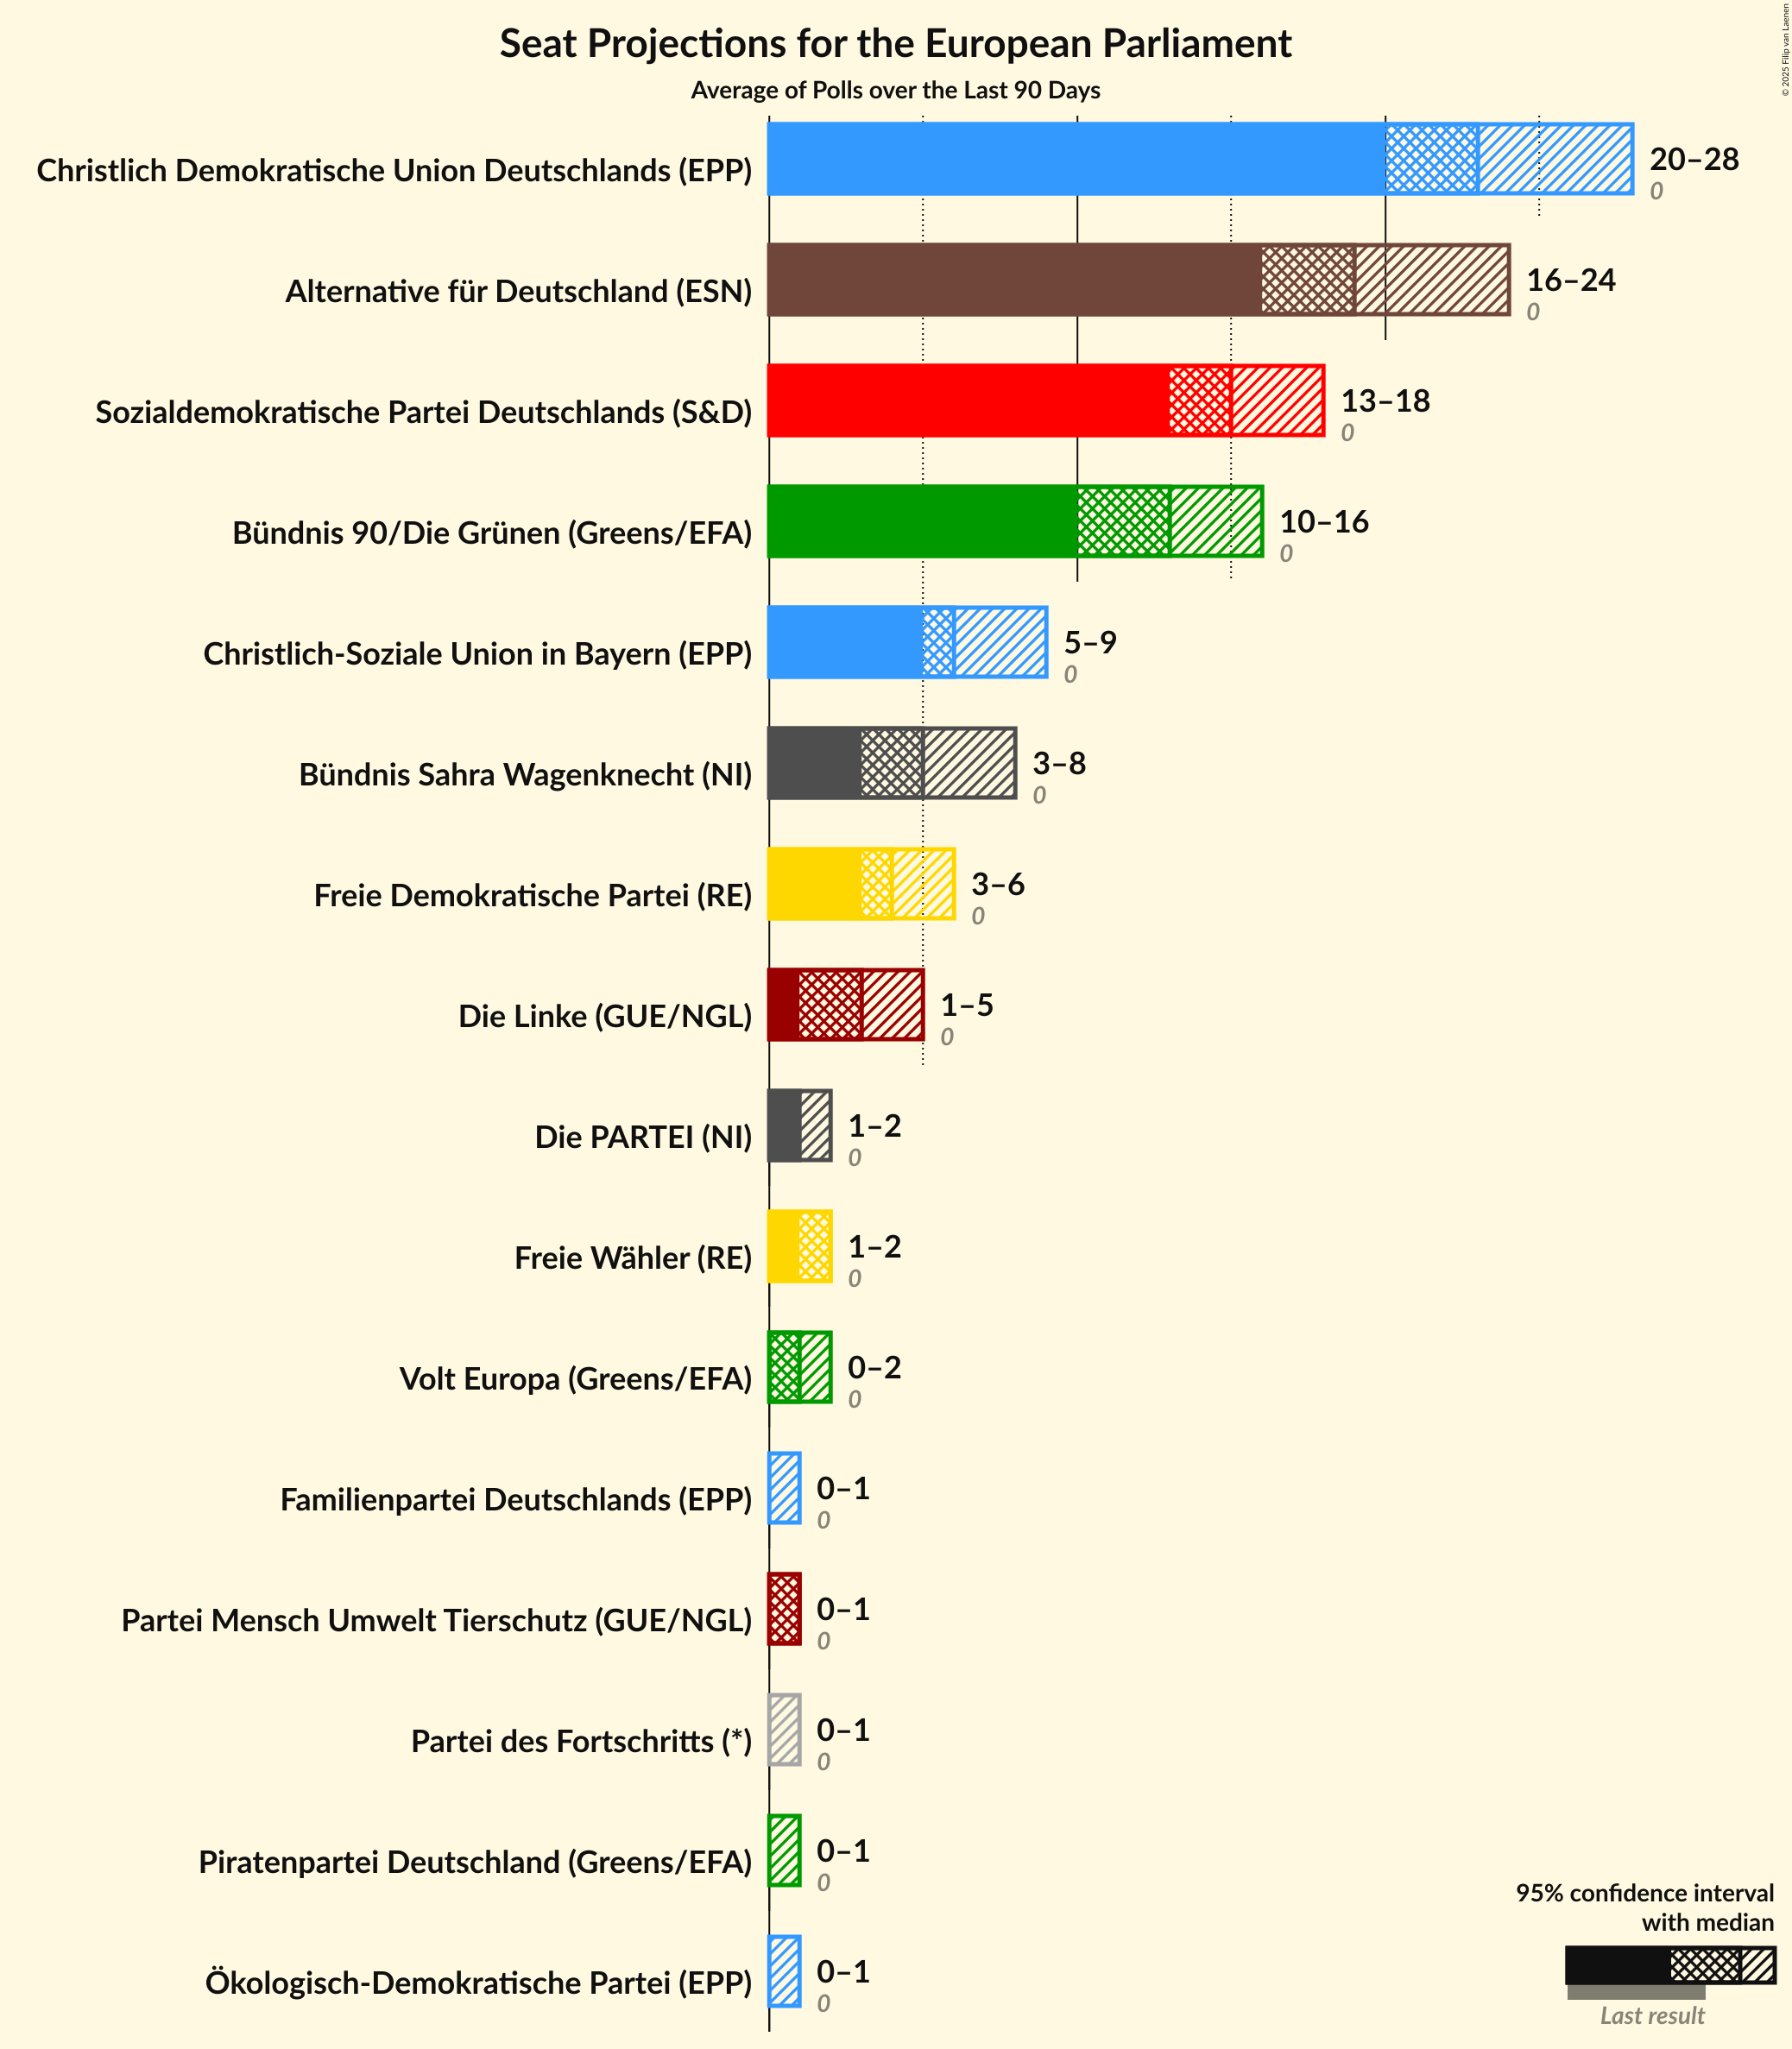 Seat Projections for the European Parliament
Average of Polls over the Last 90 Days
© 2025 Filip van Laenen
Christlich Demokratische Union Deutschlands (EPP)
20–28
0
Alternative für Deutschland (ESN)
16–24
0
Sozialdemokratische Partei Deutschlands (S&D)
13–18
0
Bündnis 90/Die Grünen (Greens/EFA)
10–16
0
Christlich-Soziale Union in Bayern (EPP)
5–9
0
Bündnis Sahra Wagenknecht (NI)
3–8
0
Freie Demokratische Partei (RE)
3–6
0
Die Linke (GUE/NGL)
1–5
0
Die PARTEI (NI)
1–2
0
Freie Wähler (RE)
1–2
0
Volt Europa (Greens/EFA)
0–2
0
Familienpartei Deutschlands (EPP)
0–1
0
Partei Mensch Umwelt Tierschutz (GUE/NGL)
0–1
0
Partei des Fortschritts (*)
0–1
0
Piratenpartei Deutschland (Greens/EFA)
0–1
0
Ökologisch-Demokratische Partei (EPP)
0–1
0
95% confidence interval
with median
Last result